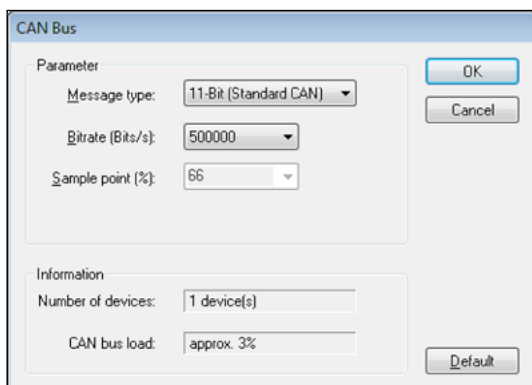 CAN Bus
Parameter
Message type: 11-Bit (Standard CAN)
Bitrate (Bits/s): 500000
Sample point (%): 66
OK
Cancel
Information
Number of devices: 1 device(s)
CAN bus load: approx. 3%
Default